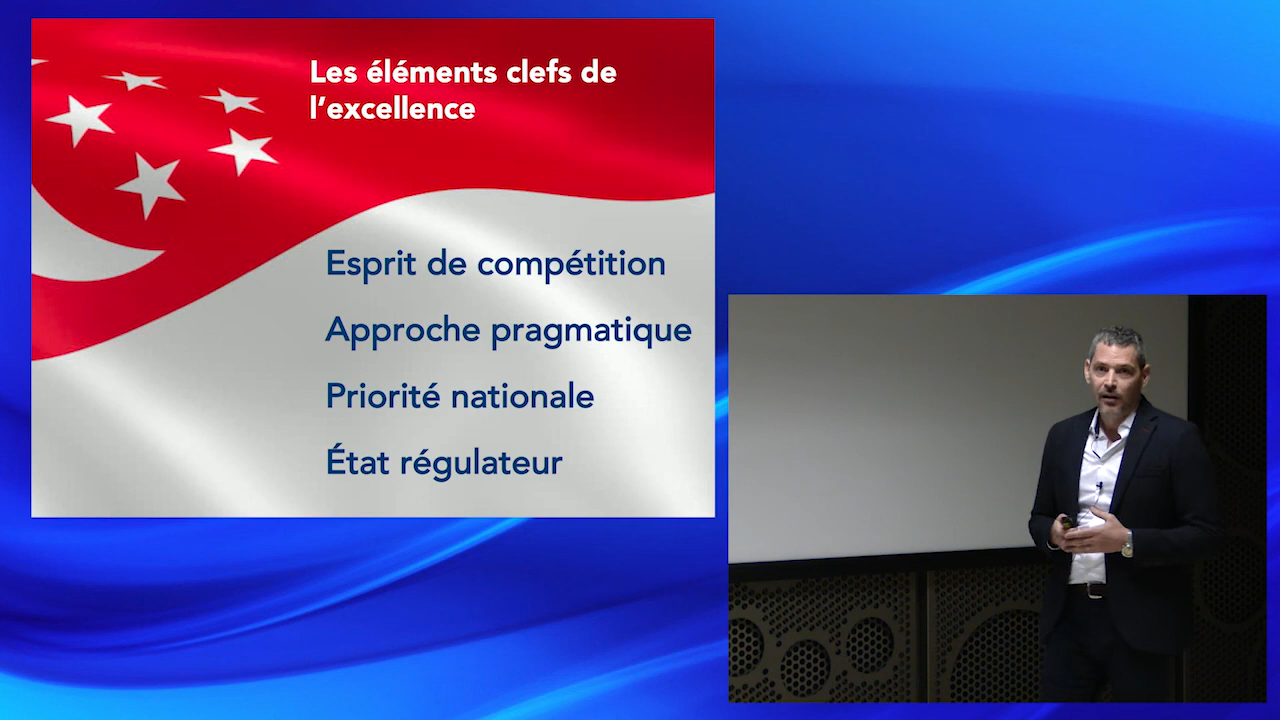 Les éléments clefs de
l’excellence
Esprit de compétition
Approche pragmatique
Priorité nationale
État régulateur